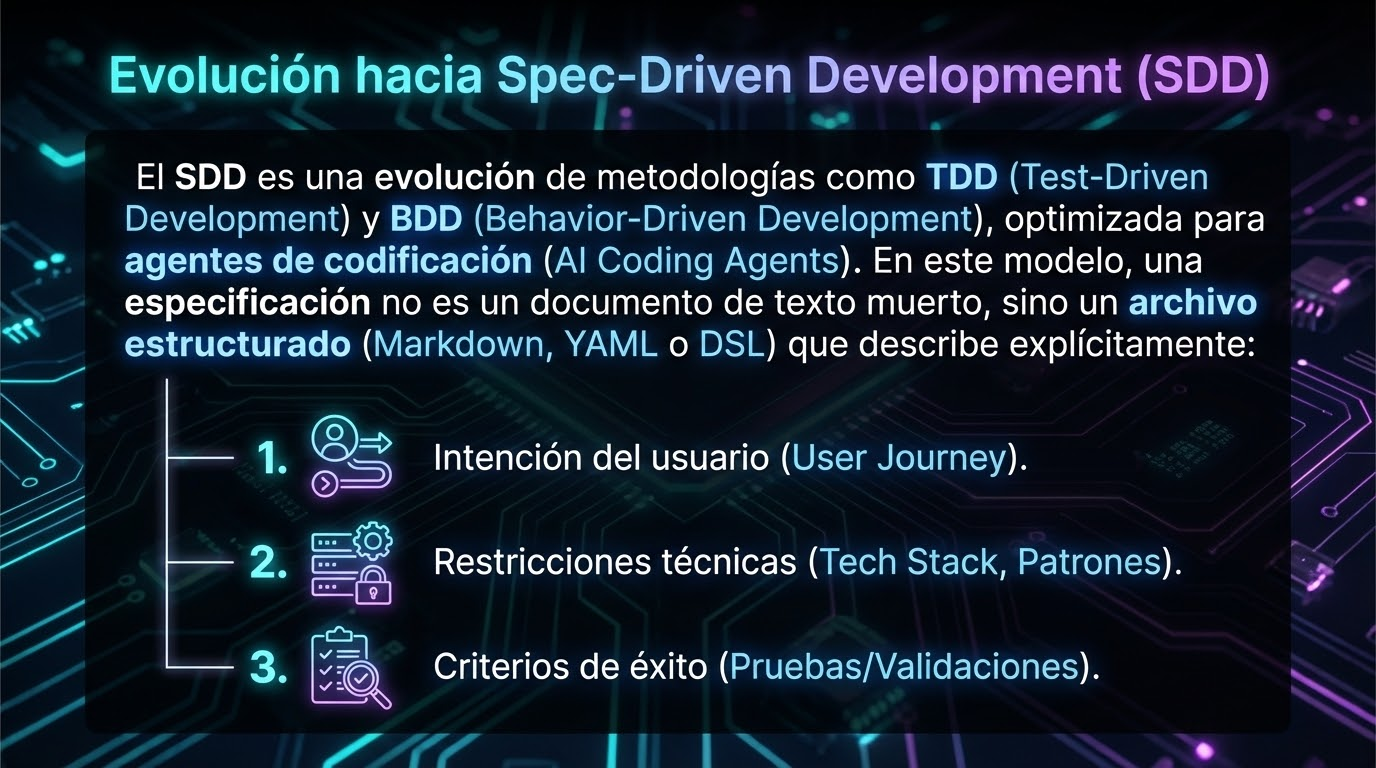 Evolución hacia Spec-Driven Development (SDD)
El SDD es una evolución de metodologías como TDD (Test-Driven
Development) y BDD (Behavior-Driven Development), optimizada para
agentes de codificación (AI Coding Agents). En este modelo, una
especificación no es un documento de texto muerto, sino un archivo
estructurado (Markdown, YAML o DSL) que describe explícitamente:
1. Intención del usuario (User Journey).
2. Restricciones técnicas (Tech Stack, Patrones).
3. Criterios de éxito (Pruebas/Validaciones).